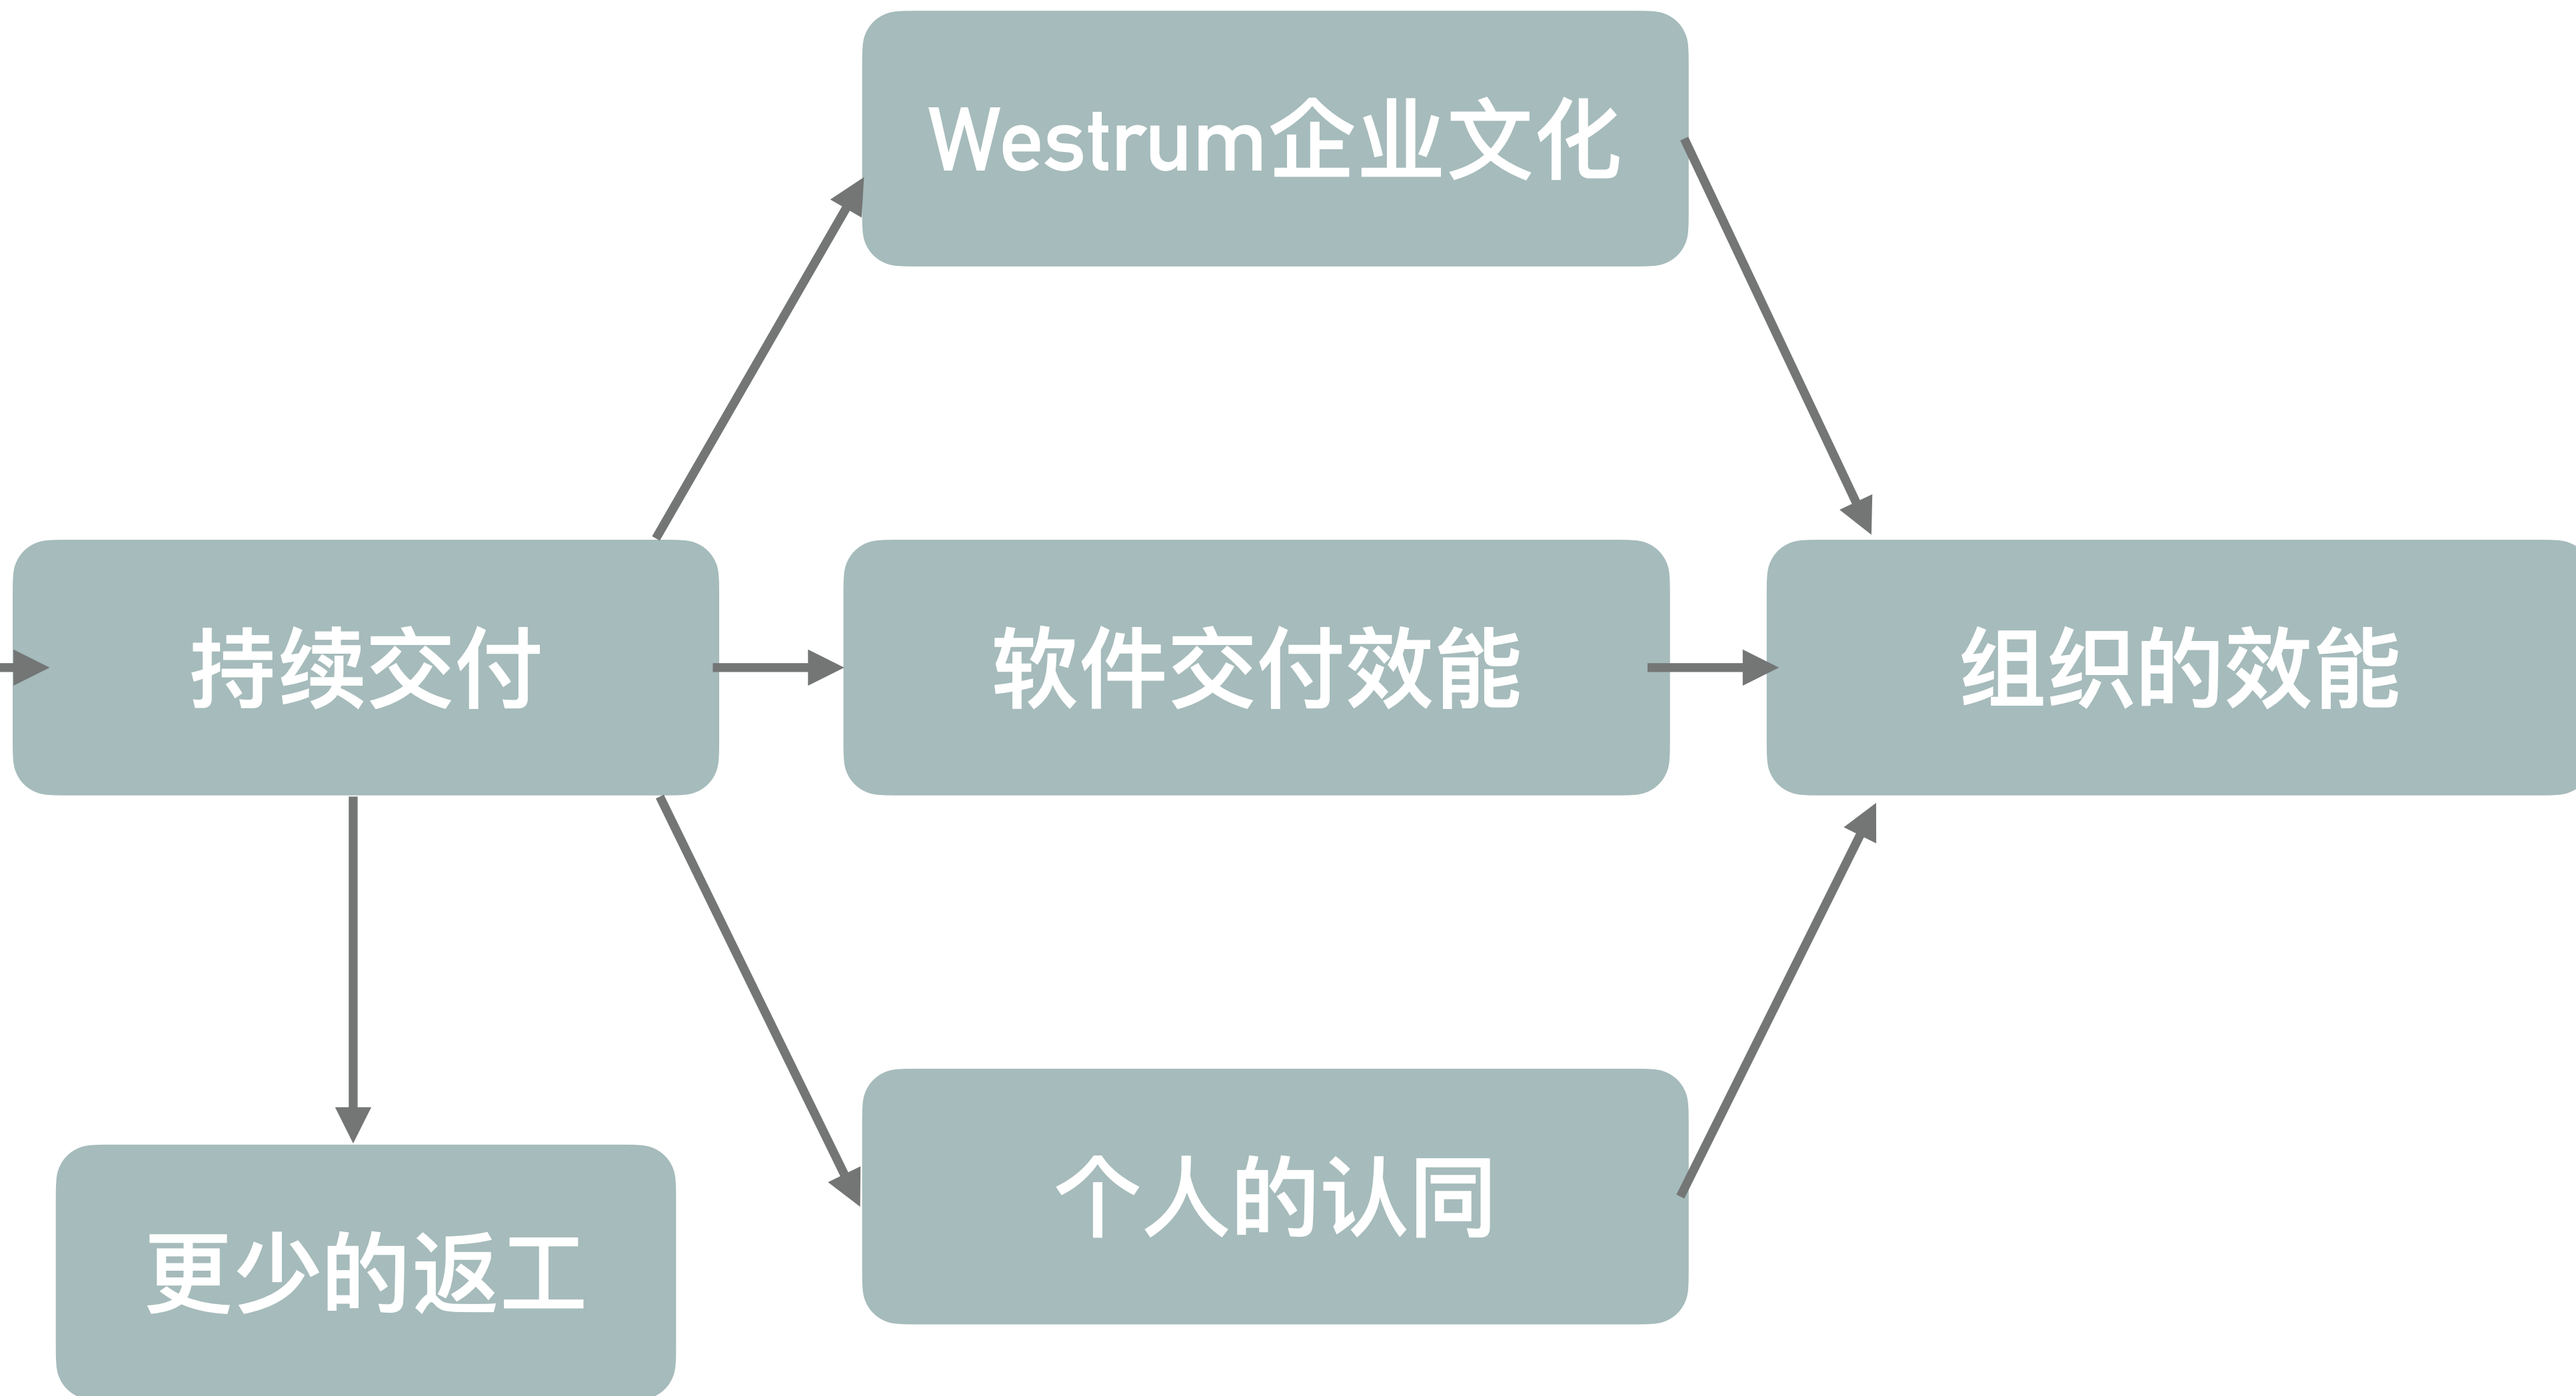 Westrum企业文化
持续交付
软件交付效能
组织的效能
个人的认同
更少的返工